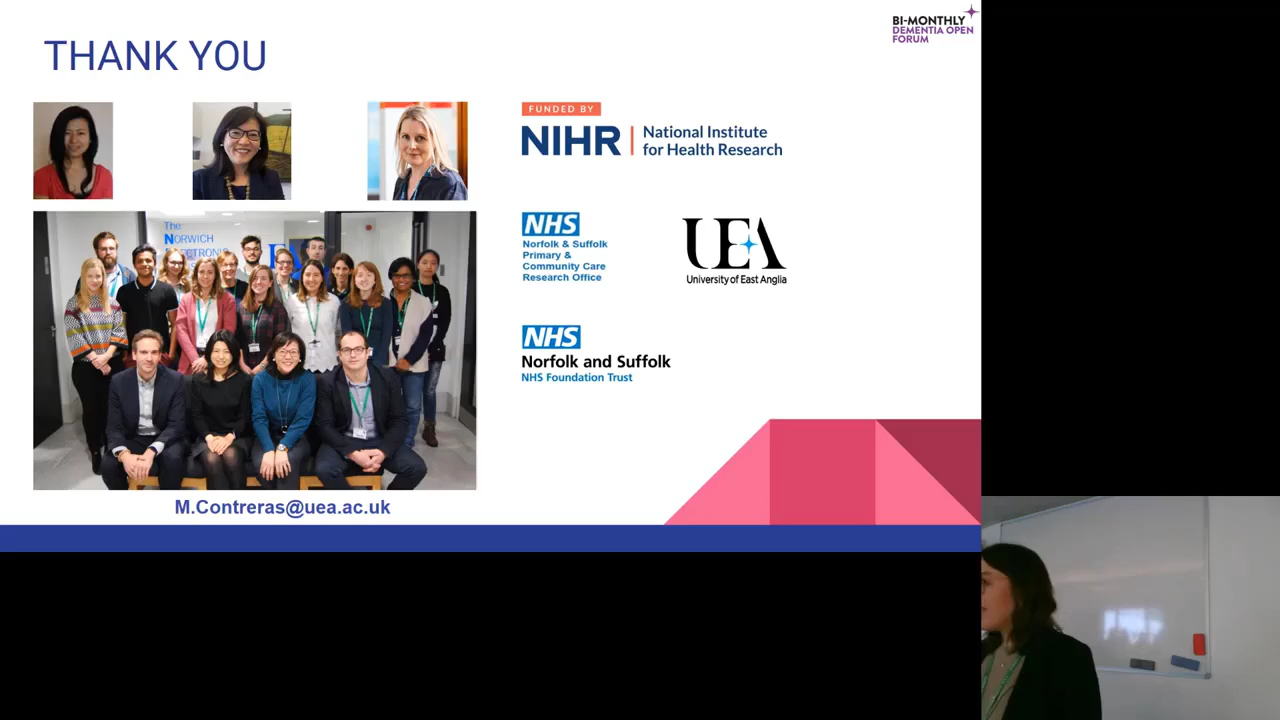 THANK YOU
BI-MONTHLY
DEMENTIA OPEN
FORUM
FUNDED BY
NIHR
National Institute
for Health Research
NHS
Norfolk & Suffolk
Primary &
Community Care
Research Office
UEA
University of East Anglia
NHS
Norfolk and Suffolk
NHS Foundation Trust
The
NORWICH
M.Contreras@uea.ac.uk